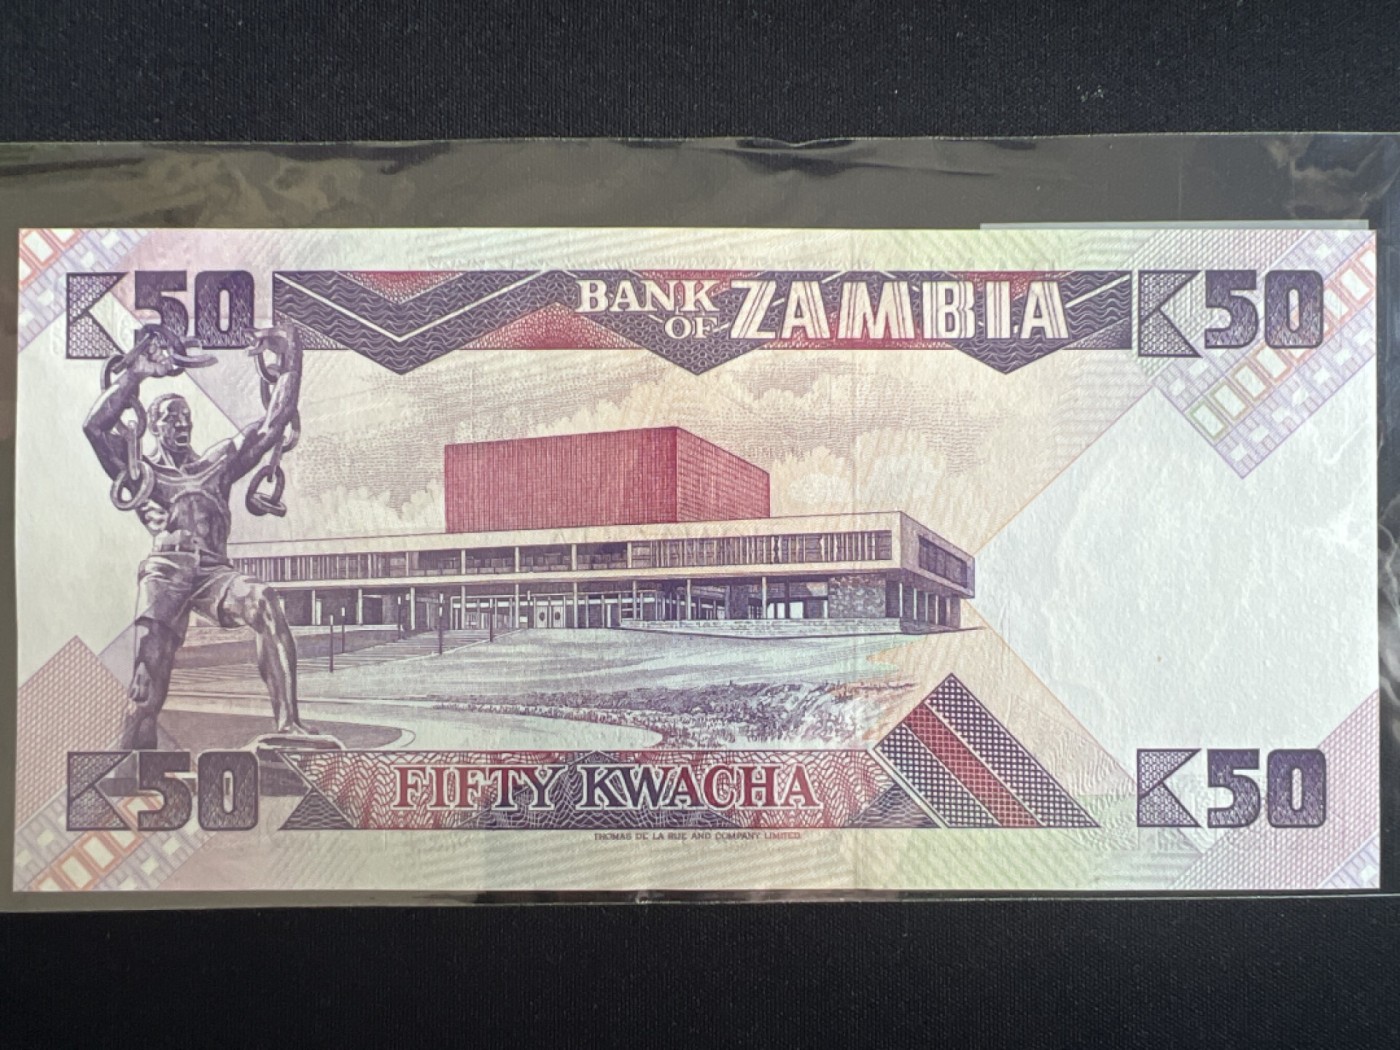 K50
BANK OF ZAMBIA
K50
K50
FIFTY KWACHA
K50
THOMAS DE LA RUE AND COMPANY LIMITED